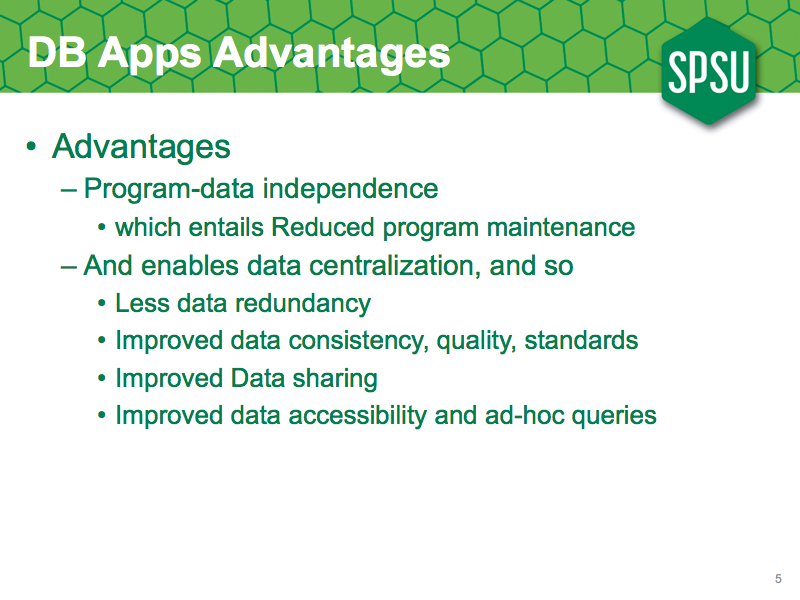 DB Apps Advantages
SPSU
• Advantages
– Program-data independence
• which entails Reduced program maintenance
– And enables data centralization, and so
• Less data redundancy
• Improved data consistency, quality, standards
• Improved Data sharing
• Improved data accessibility and ad-hoc queries
5